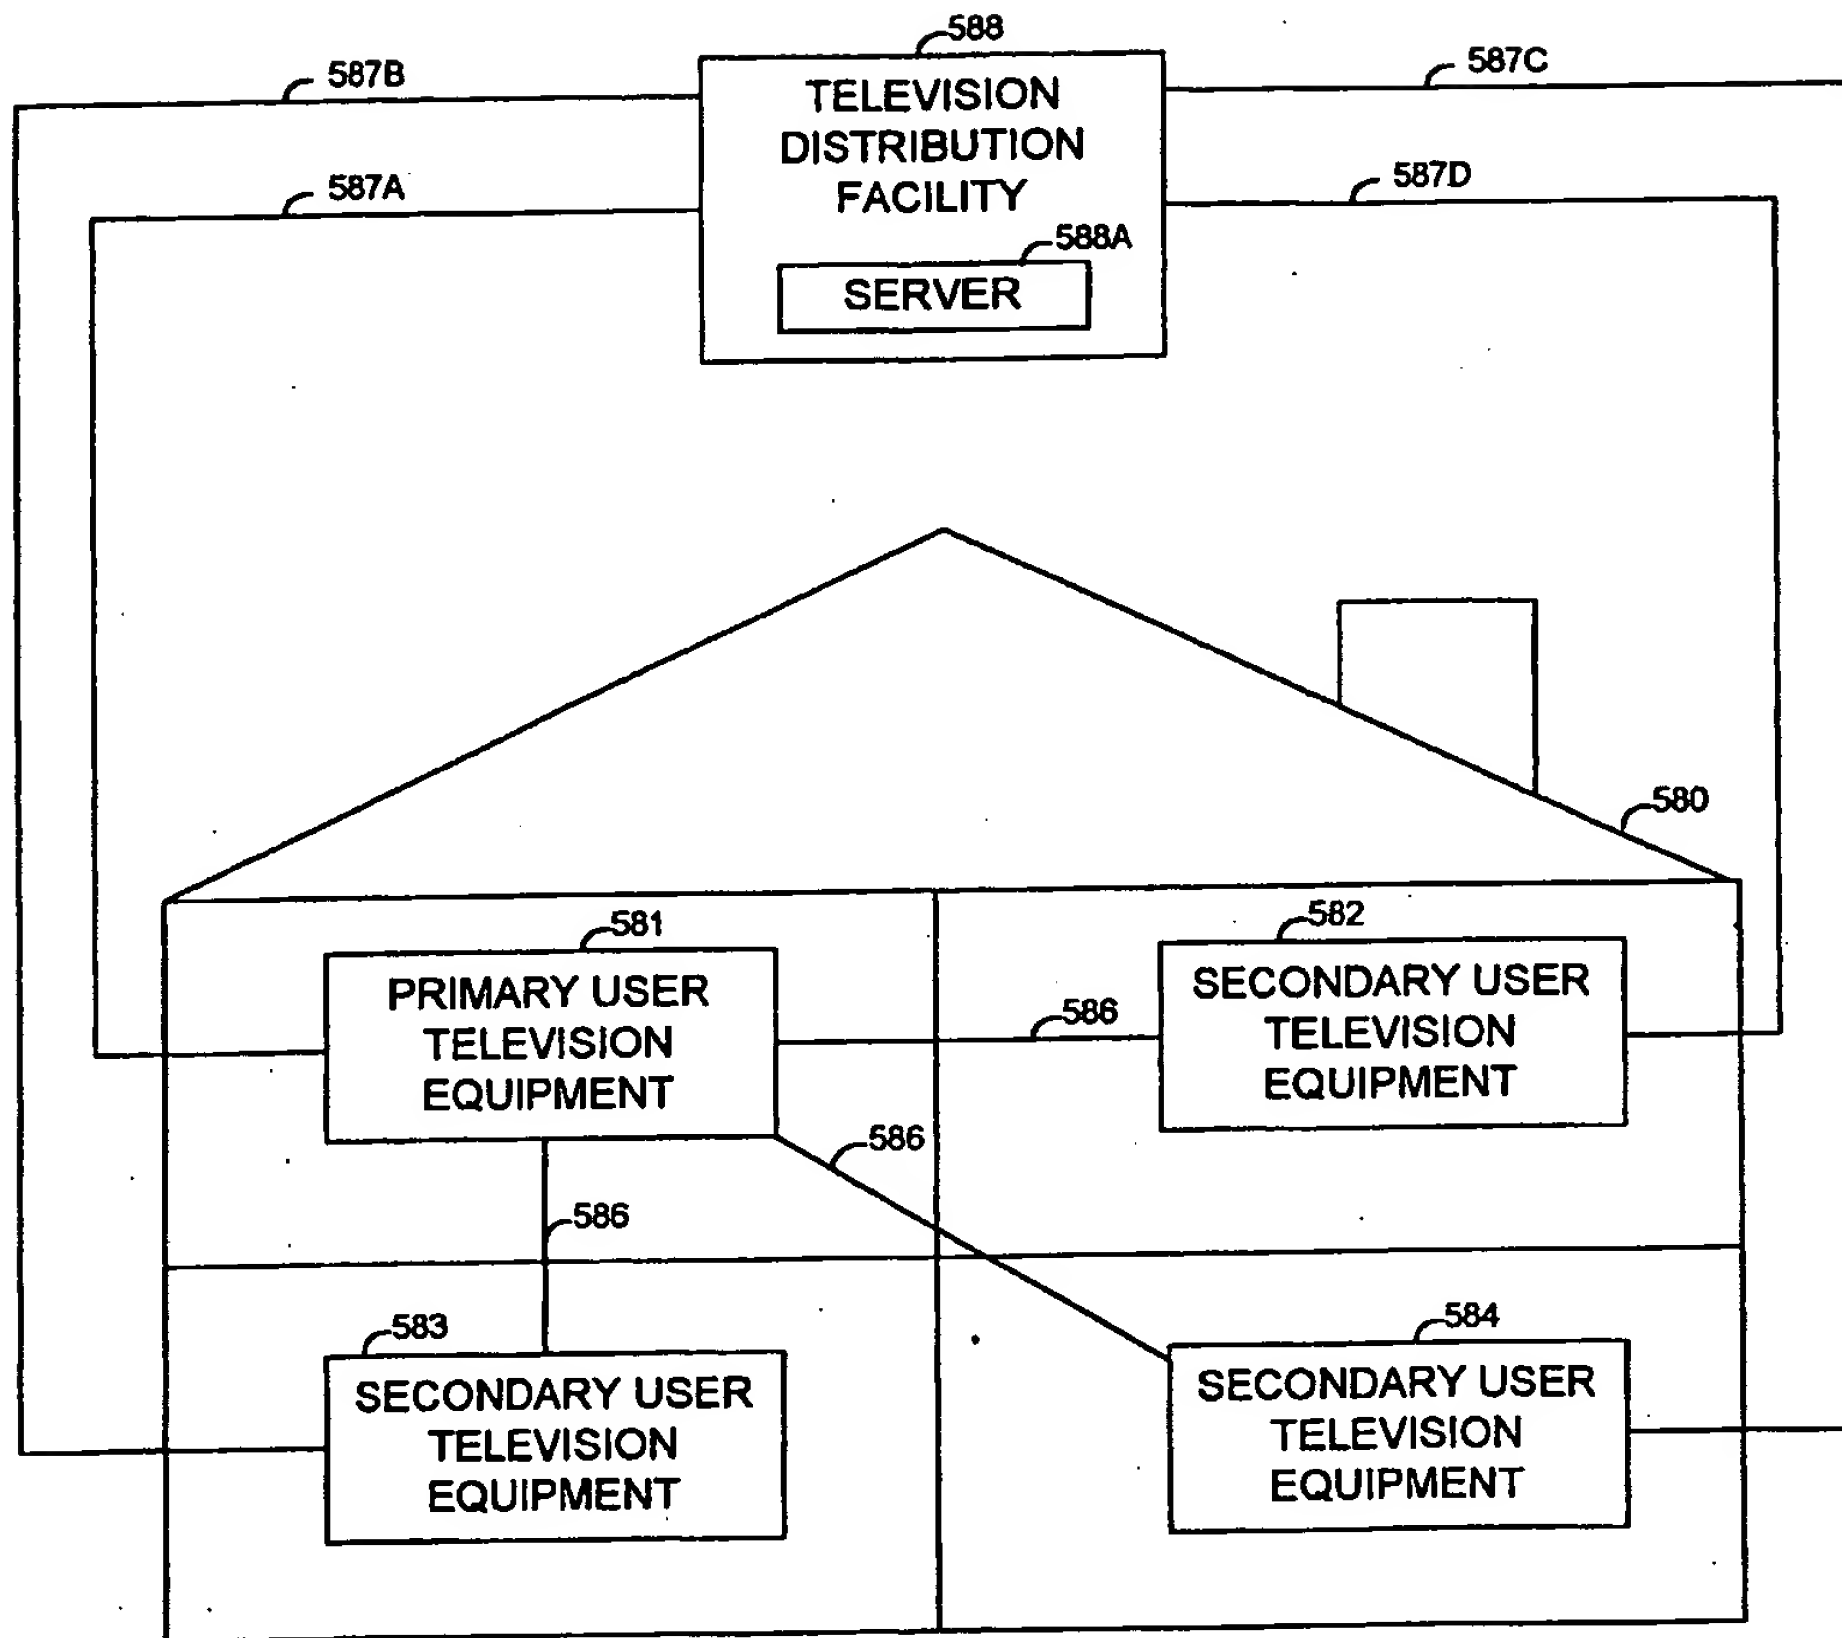 588
587B
587C
TELEVISION
DISTRIBUTION
FACILITY
587A
587D
588A
SERVER
580
581
582
PRIMARY USER
TELEVISION
EQUIPMENT
SECONDARY USER
TELEVISION
EQUIPMENT
586
586
586
583
584
SECONDARY USER
TELEVISION
EQUIPMENT
SECONDARY USER
TELEVISION
EQUIPMENT